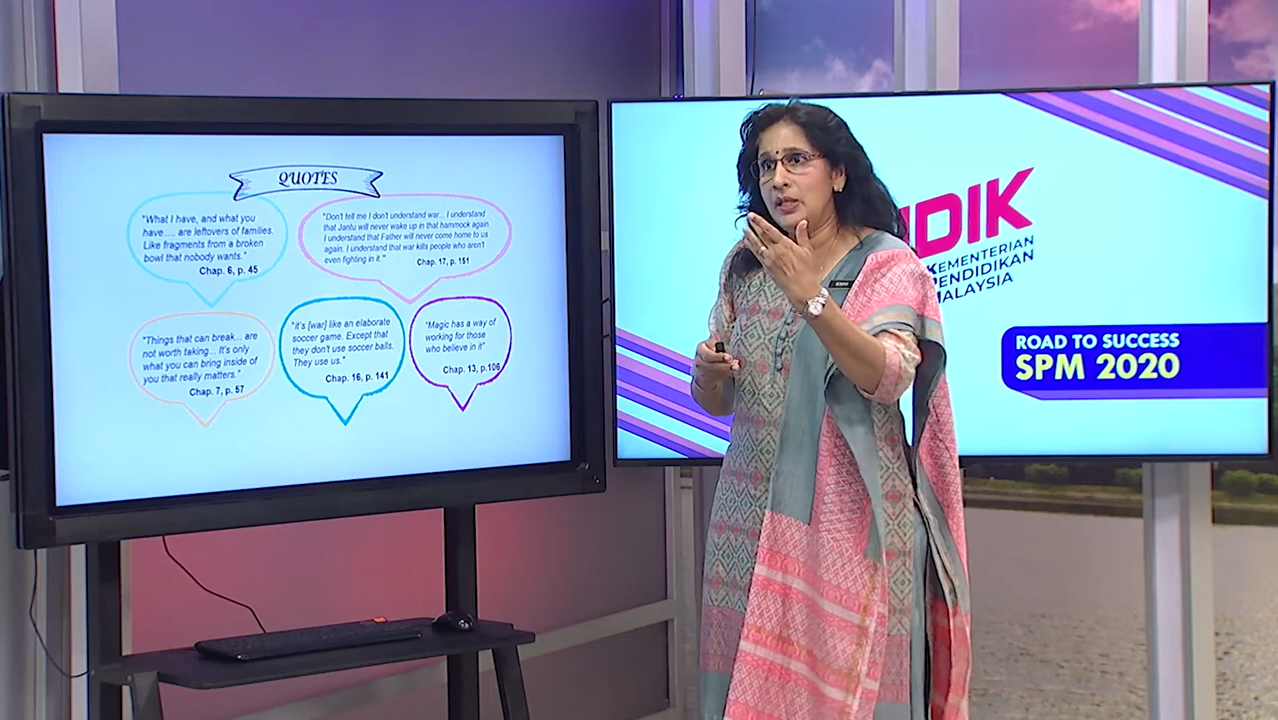 QUOTES
"What I have, and what you
have.... are leftovers of families.
Like fragments from a broken
bowl that nobody wants."
Chap. 6, p. 45
"Don't tell me I don't understand war... I understand
that Jantu will never wake up in that hammock again.
I understand that Father will never come home to us
again. I understand that war kills people who aren't
even fighting in it."'
Chap. 17, p. 151
"Things that can break... are
not worth taking... It's only
what you can bring inside of
you that really matters."
Chap. 7, p. 57
"it's [war] like an elaborate
soccer game. Except that
they don't use soccer balls.
They use us."
Chap. 16, p. 141
"Magic has a way of
working for those
who believe in it"
Chap. 13, p.106
IDIK
KEMENTERIAN
PENDIDIKAN
MALAYSIA
ROAD TO SUCCESS
SPM 2020